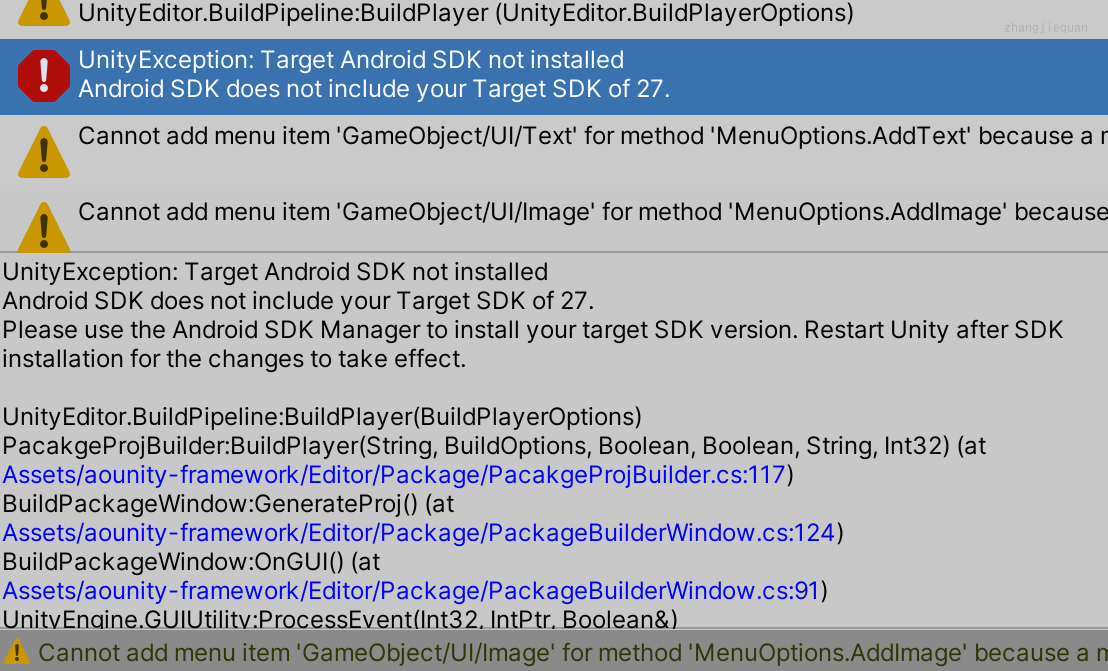 UnityEditor.BuildPipeline:BuildPlayer (UnityEditor.BuildPlayerOptions)
zhangjiequan
UnityException: Target Android SDK not installed
Android SDK does not include your Target SDK of 27.
Cannot add menu item 'GameObject/UI/Text' for method 'MenuOptions.AddText' because a
Cannot add menu item 'GameObject/UI/Image' for method 'MenuOptions.AddImage' because
UnityException: Target Android SDK not installed
Android SDK does not include your Target SDK of 27.
Please use the Android SDK Manager to install your target SDK version. Restart Unity after SDK
installation for the changes to take effect.
UnityEditor.BuildPipeline:BuildPlayer(BuildPlayerOptions)
PacakgeProjBuilder:BuildPlayer(String, BuildOptions, Boolean, Boolean, String, Int32) (at
Assets/aounity-framework/Editor/Package/PacakgeProjBuilder.cs:117)
BuildPackageWindow:GenerateProj() (at
Assets/aounity-framework/Editor/Package/PackageBuilderWindow.cs:124)
BuildPackageWindow:OnGUI() (at
Assets/aounity-framework/Editor/Package/PackageBuilderWindow.cs:91)
UnityEngine.GUIUtility:ProcessEvent(Int32, IntPtr, Boolean&)
Cannot add menu item 'GameObject/UI/Image' for method 'MenuOptions.AddImage' because a